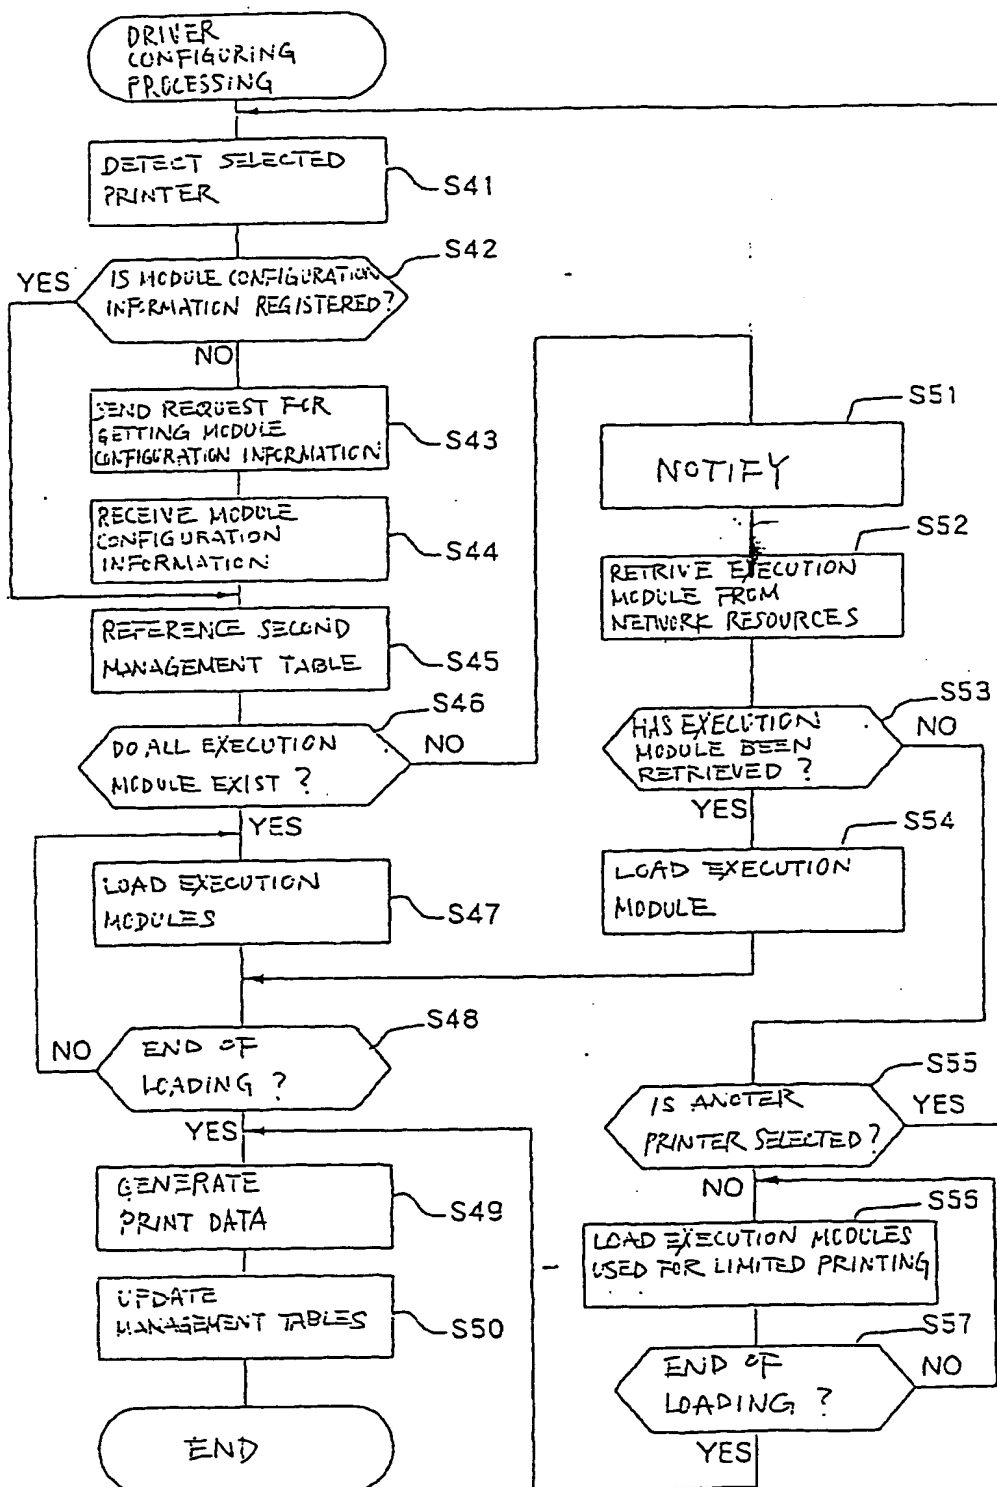 DRIVER
CONFIGURING
PROCESSING
DETECT SELECTED
PRINTER
S41
S42
YES
IS MODULE CONFIGURATION
INFORMATION REGISTERED?
NO
SEND REQUEST FOR
GETTING MODULE
CONFIGURATION INFORMATION
S43
RECEIVE MODULE
CONFIGURATION
INFORMATION
S44
REFERENCE SECOND
MANAGEMENT TABLE
S45
S46
DO ALL EXECUTION
MODULE EXIST ?
NO
YES
LOAD EXECUTION
MODULES
S47
S48
NO
END OF
LOADING ?
YES
GENERATE
PRINT DATA
S49
UPDATE
MANAGEMENT TABLES
S50
END
S51
NOTIFY
S52
RETRIVE EXECUTION
MODULE FROM
NETWORK RESOURCES
S53
HAS EXECUTION
MODULE BEEN
RETRIEVED ?
NO
YES
S54
LOAD EXECUTION
MODULE
S55
IS ANOTER
PRINTER SELECTED?
YES
NO
S56
LOAD EXECUTION MODULES
USED FOR LIMITED PRINTING
S57
END OF
LOADING ?
NO
YES